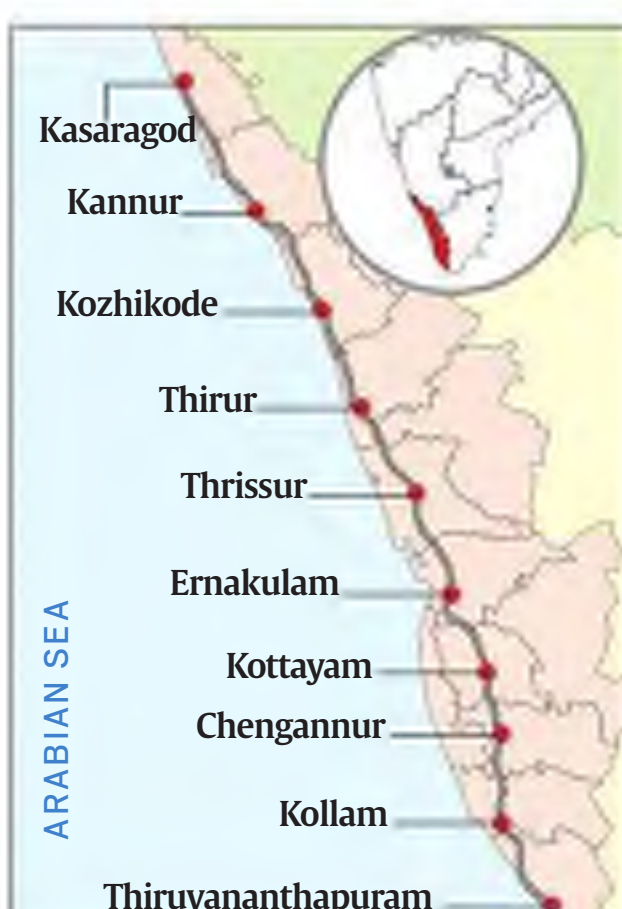 Kasaragod
Kannur
Kozhikode
Thirur
Thrissur
Ernakulam
Kottayam
Chengannur
Kollam
Thiruvananthapuram
ARABIAN SEA